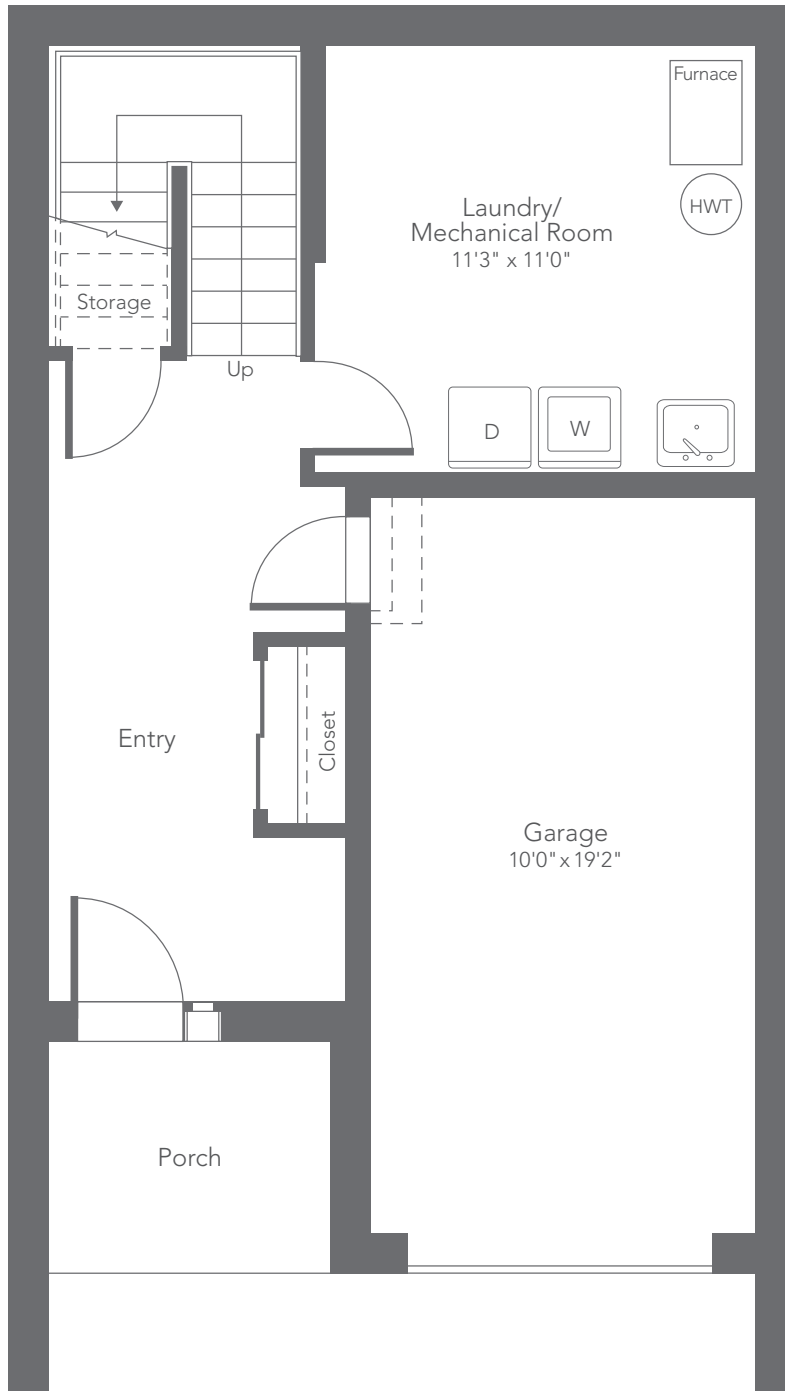 Furnace
HWT
Laundry/
Mechanical Room
11'3" x 11'0"
Storage
Up
D
W
Closet
Entry
Garage
10'0" x 19'2"
Porch